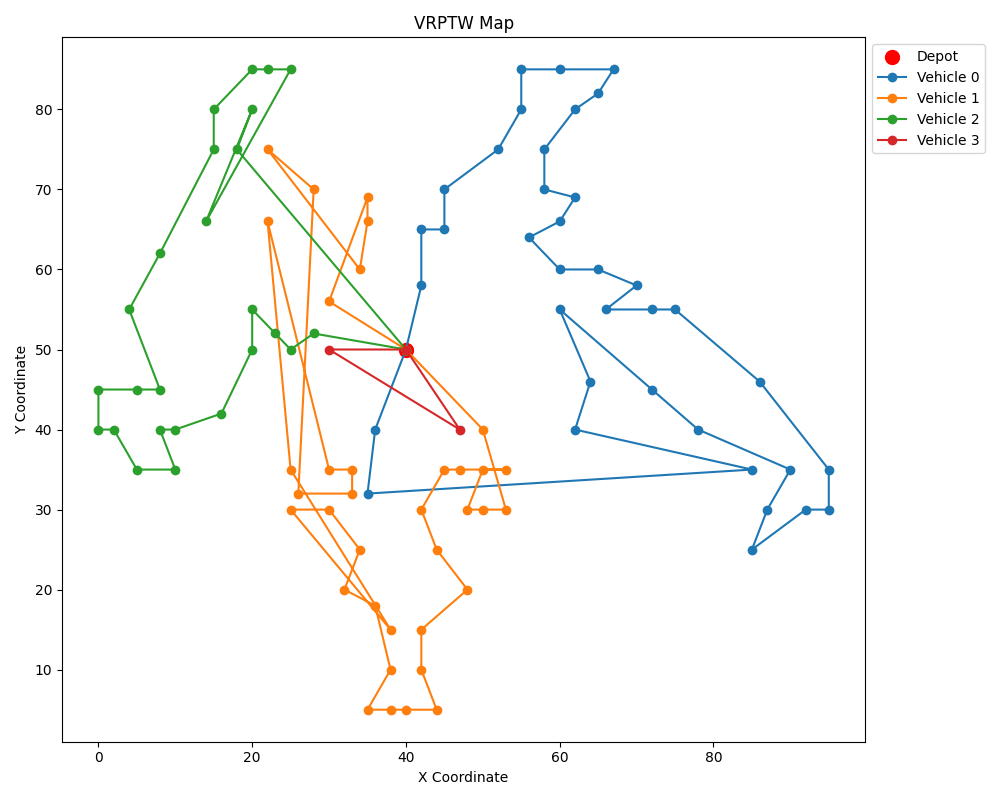 VRPTW Map
Depot
Vehicle 0
Vehicle 1
Vehicle 2
Vehicle 3
Y Coordinate
80
70
60
50
40
30
20
10
0
20
40
60
80
X Coordinate